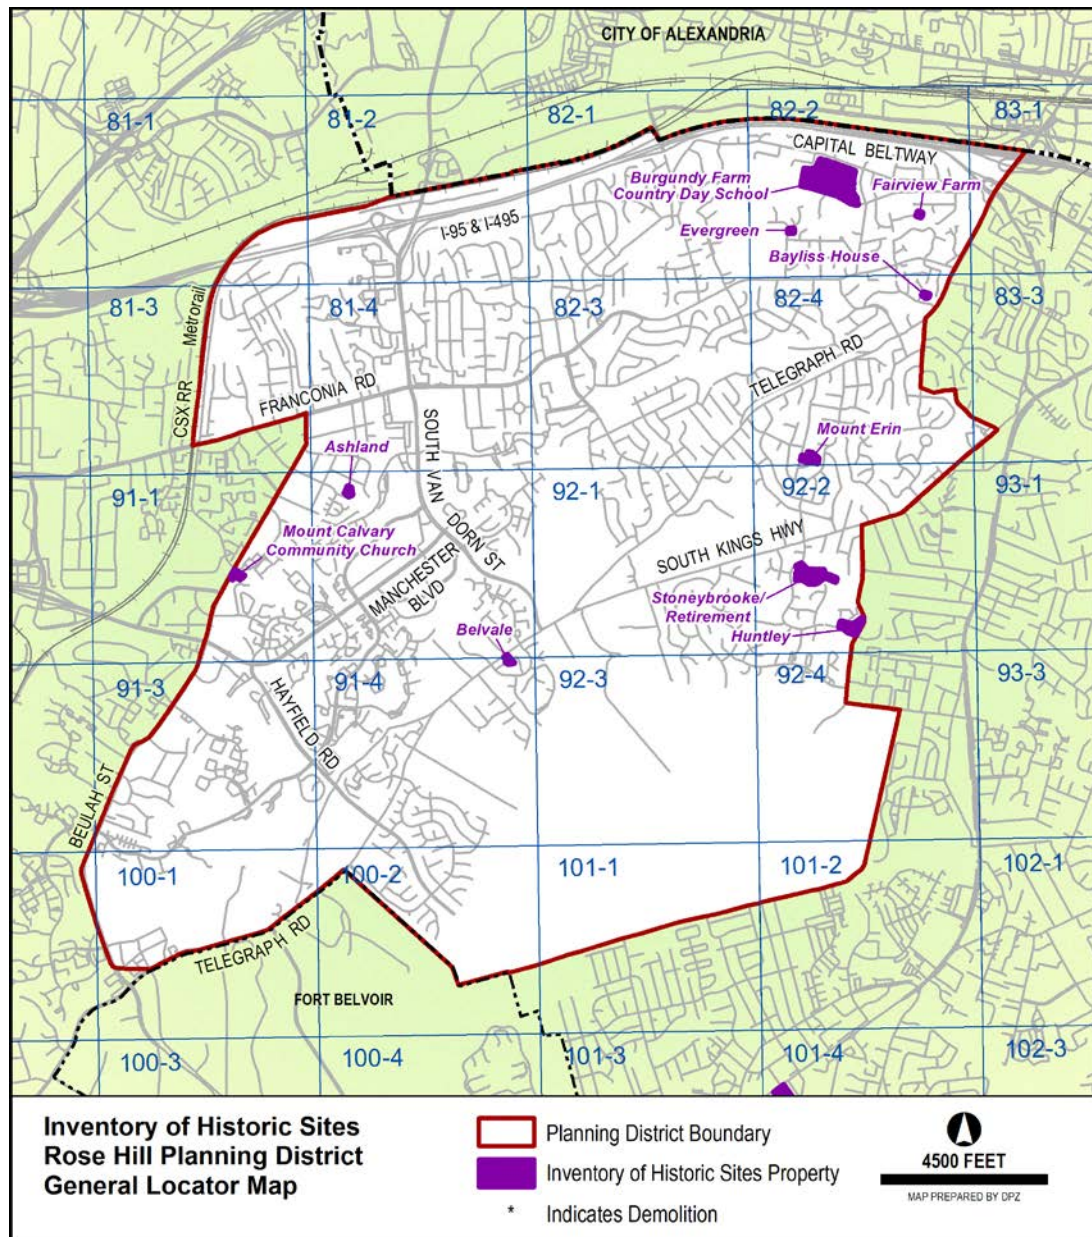 CITY OF ALEXANDRIA
81-1
81-2
82-1
82-2
83-1
CAPITAL BELTWAY
Burgundy Farm
Country Day School
Fairview Farm
I-95 & I-495
Evergreen
Bayliss House
81-3
Metrorail
81-4
82-3
82-4
83-3
CSX RR
FRANCONIA RD
TELEGRAPH RD
SOUTH VAN DORN ST
Ashland
Mount Erin
91-1
92-1
92-2
93-1
Mount Calvary
Community Church
MANCHESTER
BLVD
SOUTH KINGS HWY
Stoneybrooke/
Retirement
Belvale
Huntley
91-3
91-4
92-3
92-4
93-3
HAYFIELD RD
BEULAH ST
100-1
100-2
101-1
101-2
102-1
TELEGRAPH RD
FORT BELVOIR
100-3
100-4
101-3
101-4
102-3
Inventory of Historic Sites
Rose Hill Planning District
General Locator Map
Planning District Boundary
Inventory of Historic Sites Property
* Indicates Demolition
4500 FEET
MAP PREPARED BY DPZ